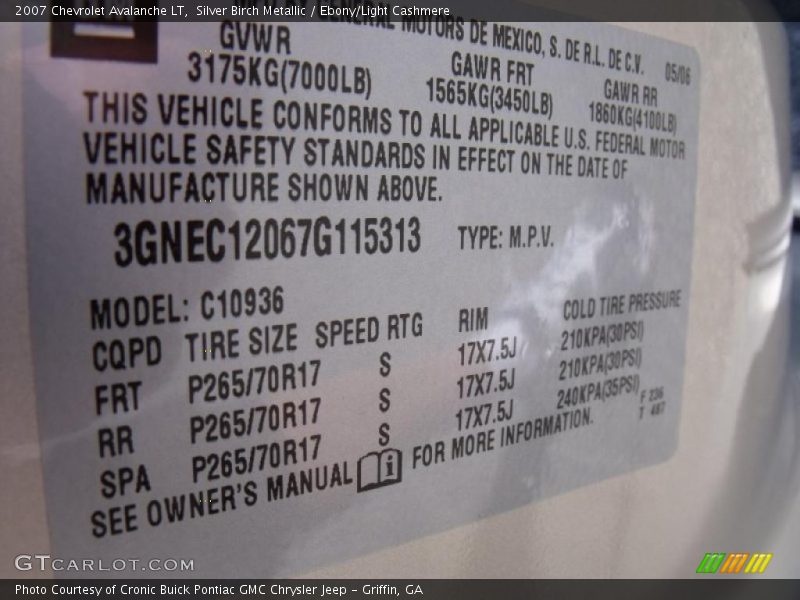 2007 Chevrolet Avalanche LT, Silver Birch Metallic / Ebony/Light Cashmere
GENERAL MOTORS DE MEXICO, S. DE R.L. DE C.V. 05/06
GVWR GAWR FRT GAWR RR
3175KG(7000LB) 1565KG(3450LB) 1860KG(4100LB)
THIS VEHICLE CONFORMS TO ALL APPLICABLE U.S. FEDERAL MOTOR
VEHICLE SAFETY STANDARDS IN EFFECT ON THE DATE OF
MANUFACTURE SHOWN ABOVE.
3GNEC12067G115313 TYPE: M.P.V.
MODEL: C10936
CQPD TIRE SIZE SPEED RTG RIM COLD TIRE PRESSURE
FRT P265/70R17 S 17X7.5J 210KPA(30PSI)
RR P265/70R17 S 17X7.5J 210KPA(30PSI)
SPA P265/70R17 S 17X7.5J 240KPA(35PSI)
SEE OWNER'S MANUAL FOR MORE INFORMATION.
F 236
T 487
GTCARLOT.COM
Photo Courtesy of Cronic Buick Pontiac GMC Chrysler Jeep - Griffin, GA